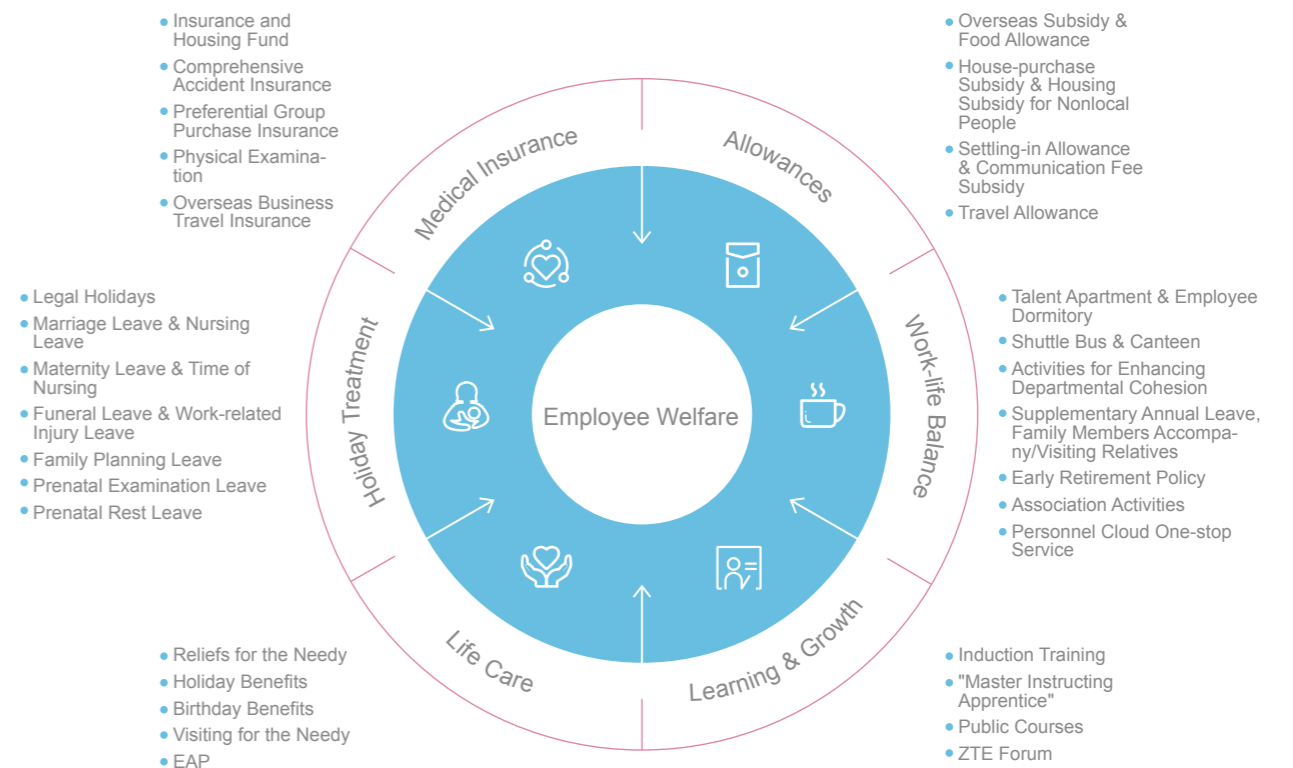 Insurance and
Housing Fund
Comprehensive
Accident Insurance
Preferential Group
Purchase Insurance
Physical Examina-
tion
Overseas Business
Travel Insurance
Overseas Subsidy &
Food Allowance
House-purchase
Subsidy & Housing
Subsidy for Nonlocal
People
Settling-in Allowance
& Communication Fee
Subsidy
Travel Allowance
Medical Insurance
Allowances
Legal Holidays
Marriage Leave & Nursing
Leave
Maternity Leave & Time of
Nursing
Funeral Leave & Work-related
Injury Leave
Family Planning Leave
Prenatal Examination Leave
Prenatal Rest Leave
Holiday Treatment
Employee Welfare
Work-life Balance
Talent Apartment & Employee
Dormitory
Shuttle Bus & Canteen
Activities for Enhancing
Departmental Cohesion
Supplementary Annual Leave,
Family Members Accompa-
ny/Visiting Relatives
Early Retirement Policy
Association Activities
Personnel Cloud One-stop
Service
Life Care
Learning & Growth
Reliefs for the Needy
Holiday Benefits
Birthday Benefits
Visiting for the Needy
EAP
Induction Training
"Master Instructing
Apprentice"
Public Courses
ZTE Forum